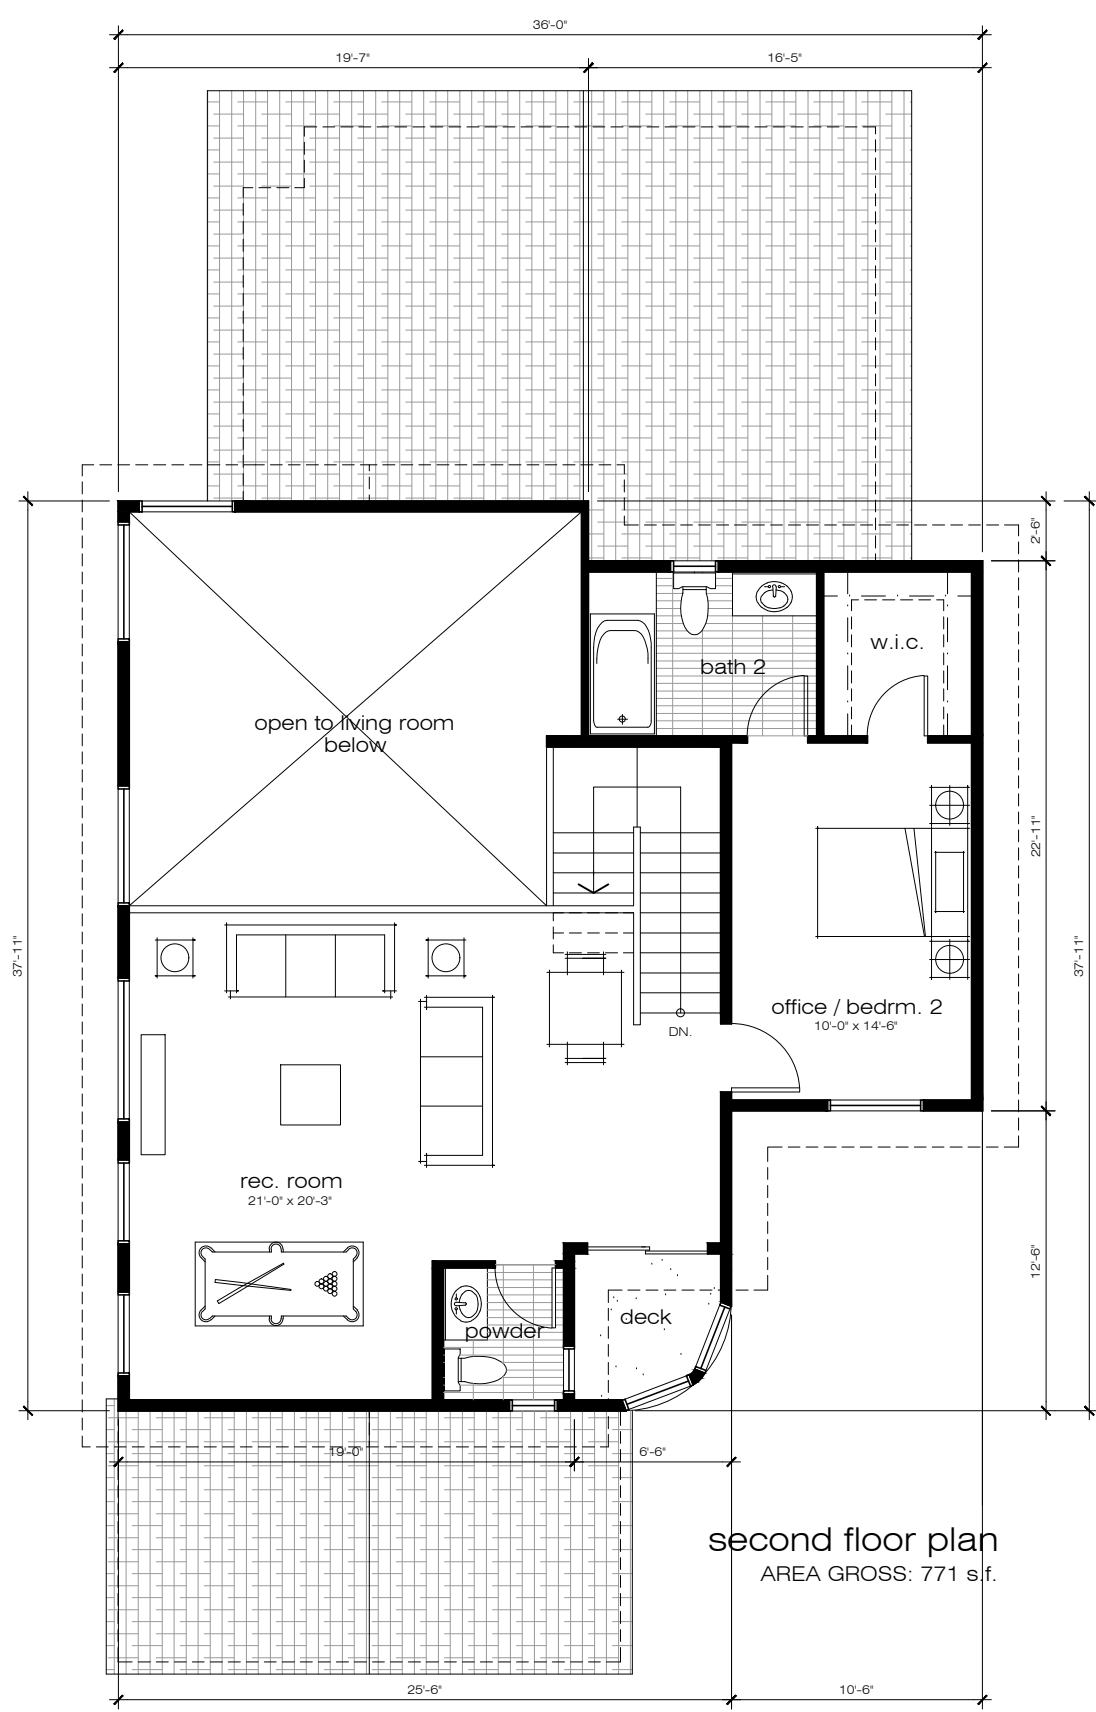 36'-0"
19'-7"
16'-5"
2'-6"
bath 2
w.i.c.
open to living room
below
22'-11"
37'-11"
37'-11"
office / bedrm. 2
10'-0" x 14'-6"
DN.
rec. room
21'-0" x 20'-3"
12'-6"
deck
powder
19'-0"
6'-6"
second floor plan
AREA GROSS: 771 s.f.
25'-6"
10'-6"